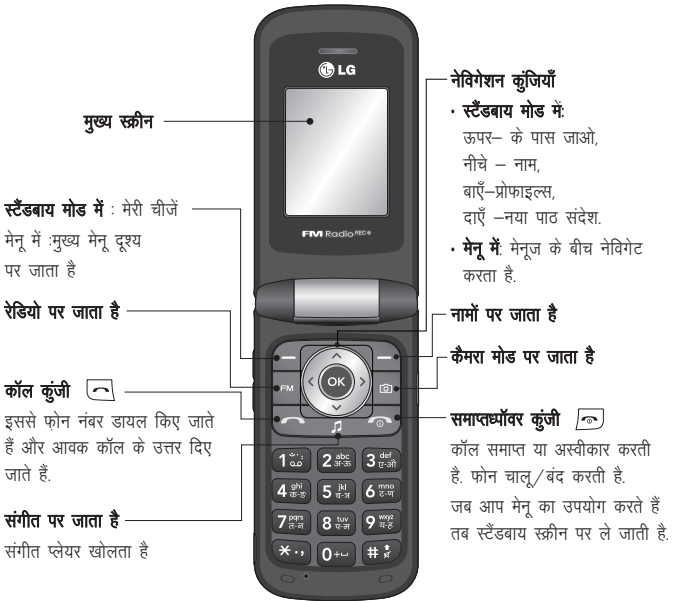 LG
FM Radio REC
मुख्य स्क्रीन
स्टैंडबाय मोड में : मेरी चीजें
मेनू में :मुख्य मेनू दृश्य
पर जाता है
रेडियो पर जाता है
कॉल कुंजी
इससे फ़ोन नंबर डायल किए जाते
हैं और आवक कॉल के उत्तर दिए
जाते हैं.
संगीत पर जाता है
संगीत प्लेयर खोलता है
नेविगेशन कुंजियाँ
• स्टैंडबाय मोड में:
ऊपर– के पास जाओ,
नीचे – नाम,
बाएँ–प्रोफाइल्स,
दाएँ –नया पाठ संदेश.
• मेनू में: मेनूज के बीच नेविगेट
करता है.
नामों पर जाता है
कैमरा मोड पर जाता है
समाप्तध्पॉवर कुंजी
कॉल समाप्त या अस्वीकार करती
है. फोन चालू/बंद करती है.
जब आप मेनू का उपयोग करते हैं
तब स्टैंडबाय स्क्रीन पर ले जाती है.
OK
FM
1
2 abc अ-ऊ
3 def ए-औ
4 ghi क-ङ
5 jkl च-ञ
6 mno ट-ण
7 pqrs त-न
8 tuv प-म
9 wxyz य-ह
* . ,
0 +
#